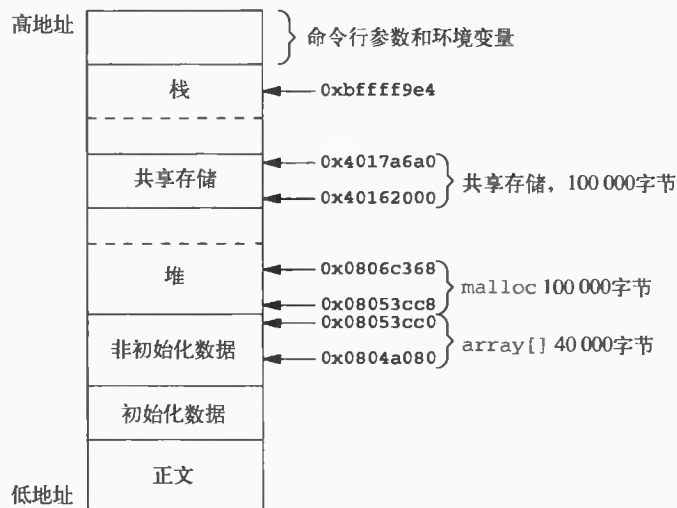 高地址
命令行参数和环境变量
栈
0xbffff9e4
0x4017a6a0
共享存储
共享存储，100 000字节
0x40162000
堆
0x0806c368
malloc 100 000字节
0x08053cc8
0x08053cc0
非初始化数据
array[] 40 000字节
0x0804a080
初始化数据
正文
低地址